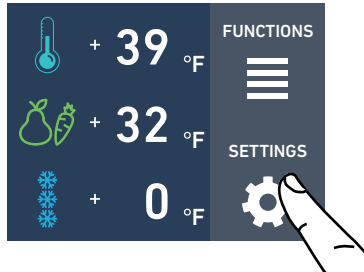 + 39 °F
FUNCTIONS
+ 32 °F
SETTINGS
+ 0 °F